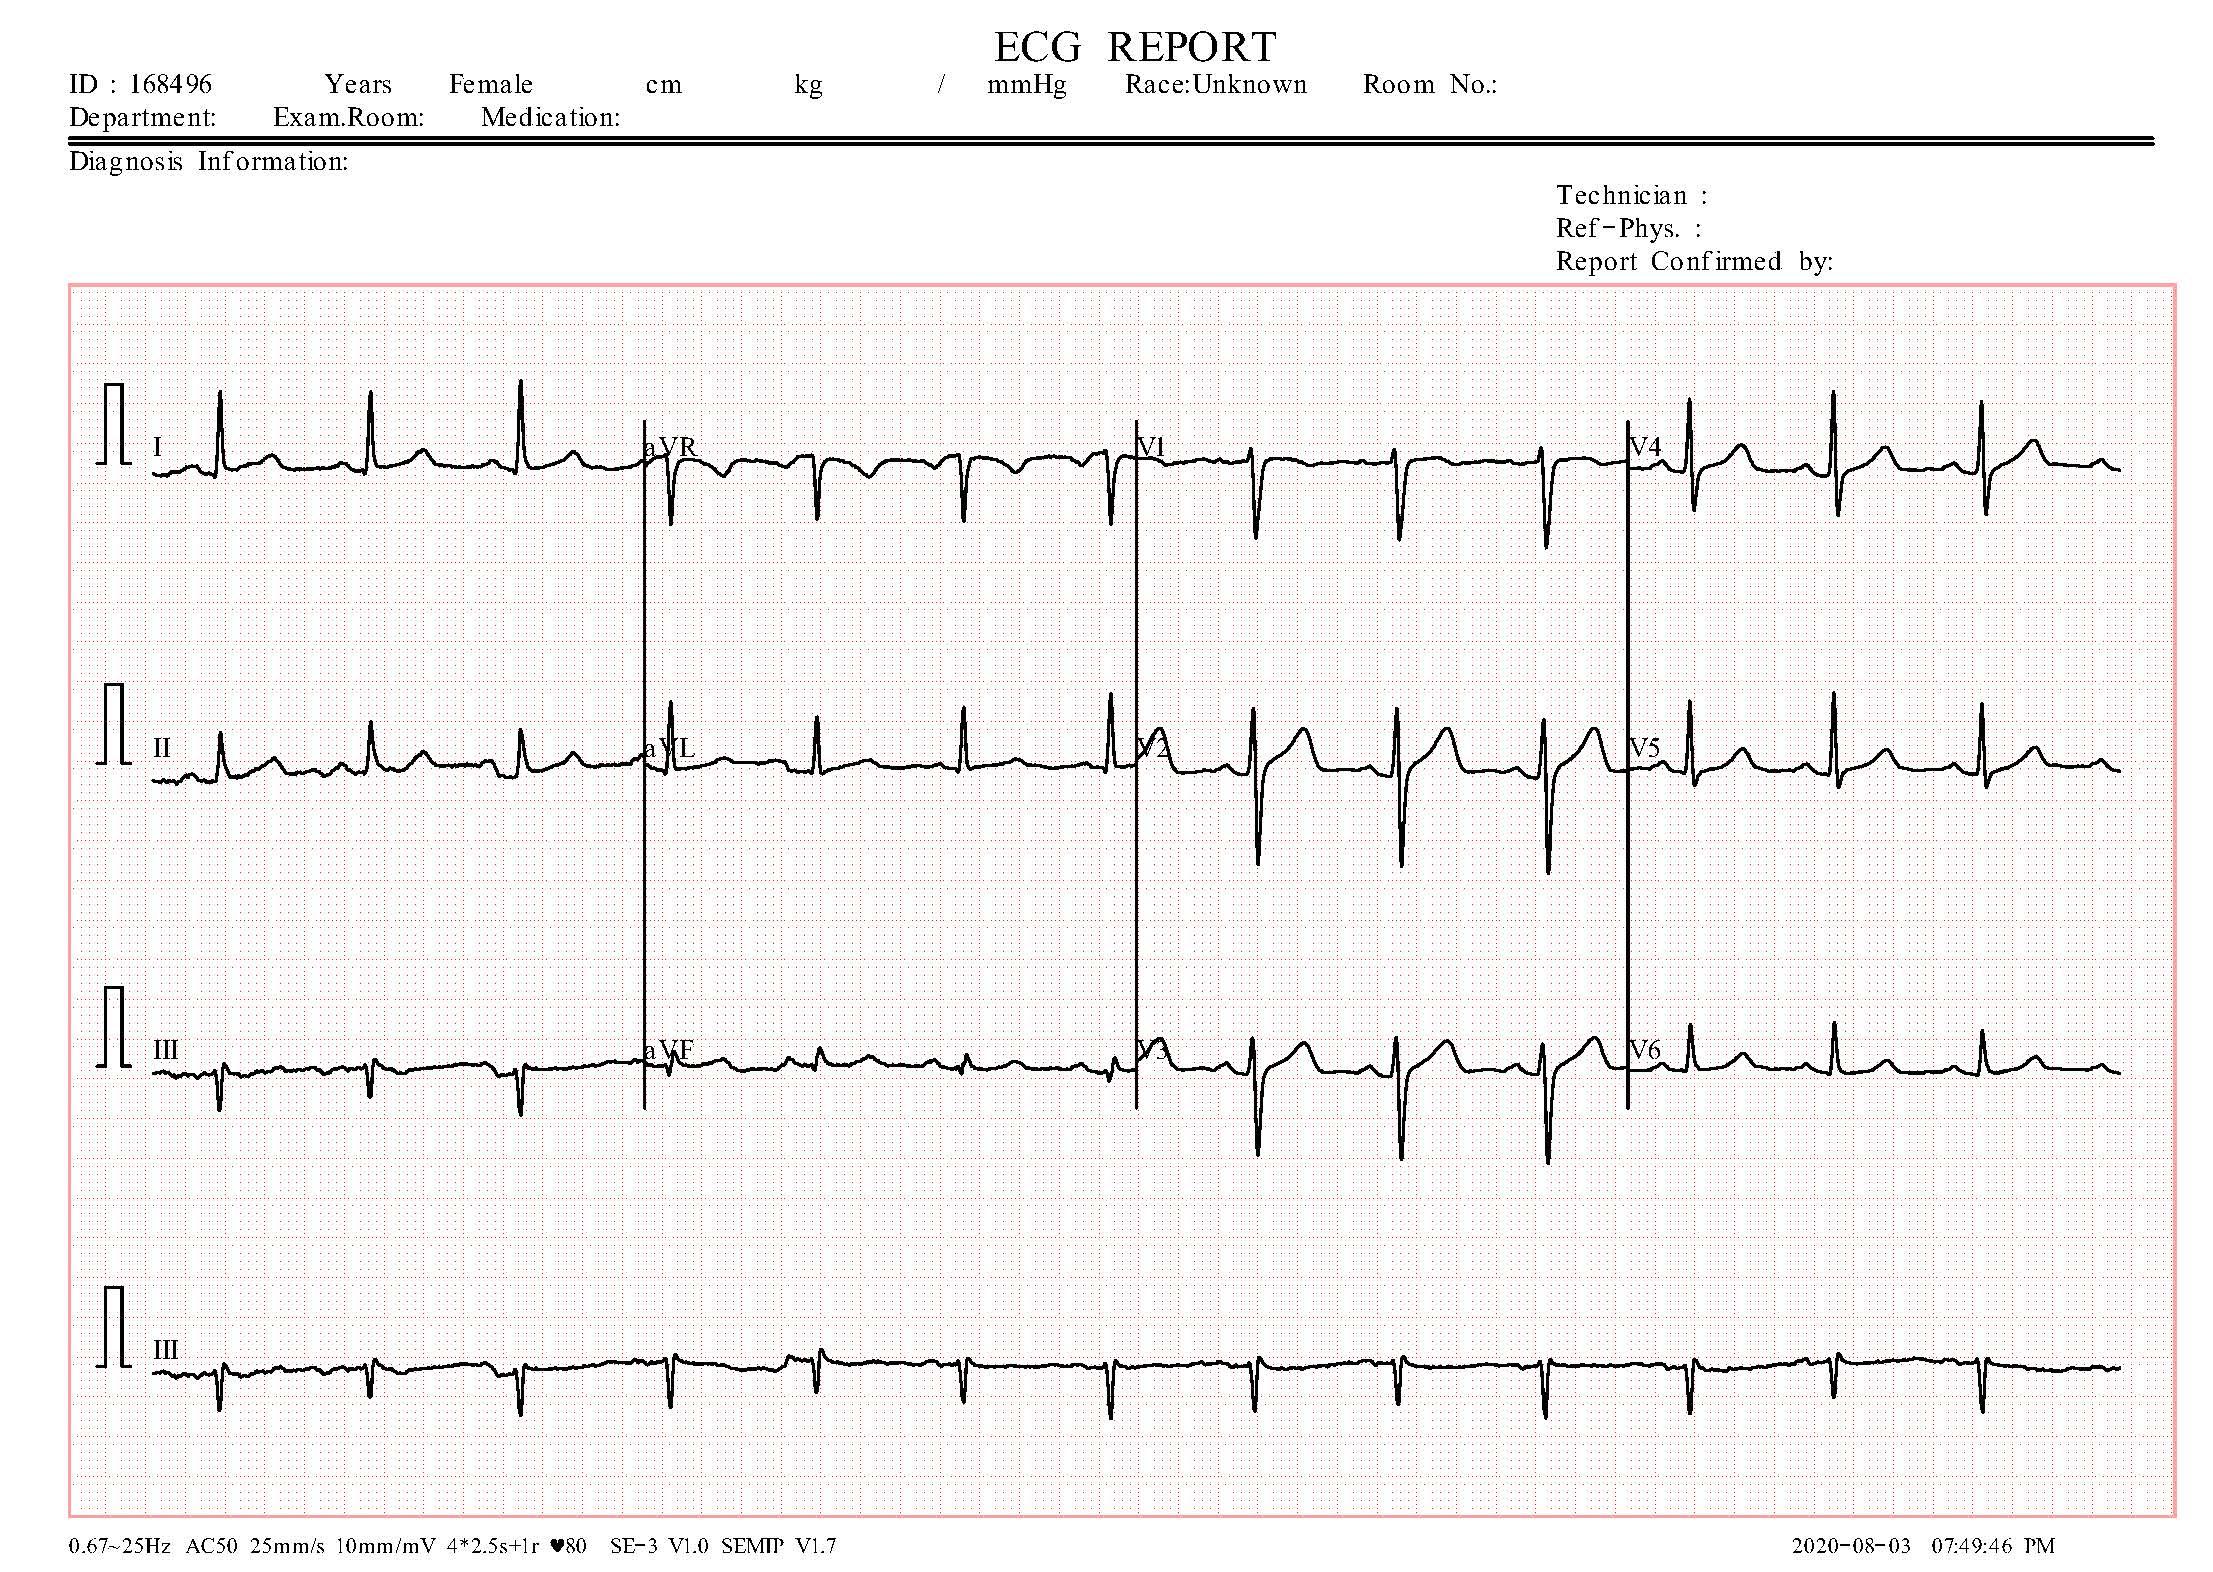 ECG REPORT
ID : 168496 Years Female cm kg / mmHg Race:Unknown Room No.:
Department: Exam.Room: Medication:
Diagnosis Information:
Technician :
Ref-Phys. :
Report Confirmed by:
I aVR V1 V4
II aVL V2 V5
III aVF V3 V6
III
0.67~25Hz AC50 25mm/s 10mm/mV 4*2.5s+1r ♥80 SE-3 V1.0 SEMIP V1.7 2020-08-03 07:49:46 PM